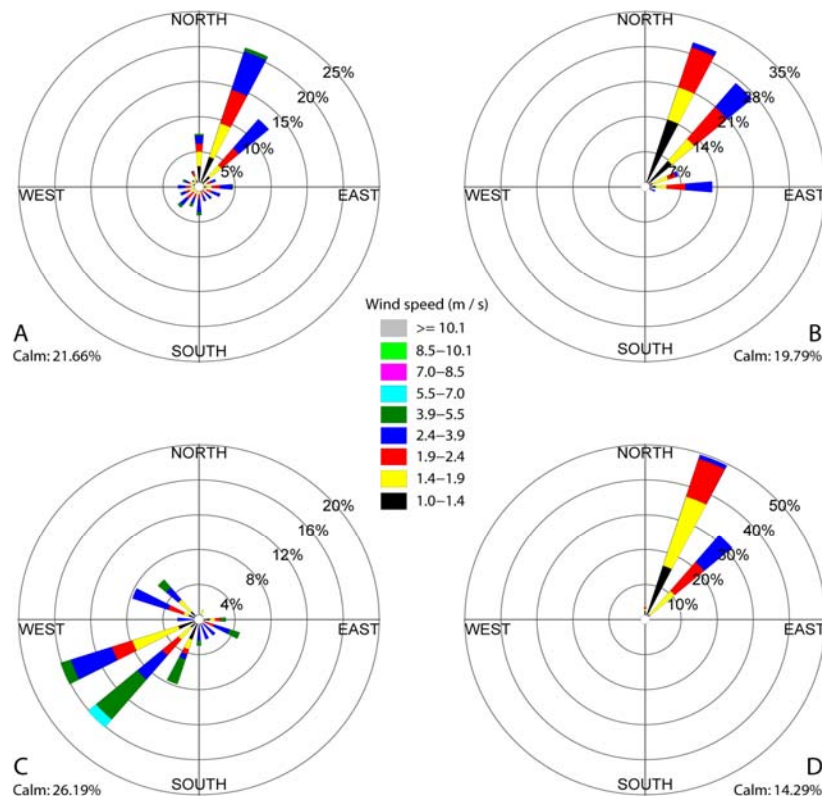 NORTH
25%
20%
15%
10%
5%
WEST
EAST
SOUTH
A
Calm: 21.66%
NORTH
35%
28%
21%
14%
7%
WEST
EAST
SOUTH
B
Calm: 19.79%
Wind speed (m / s)
>= 10.1
8.5–10.1
7.0–8.5
5.5–7.0
3.9–5.5
2.4–3.9
1.9–2.4
1.4–1.9
1.0–1.4
NORTH
20%
16%
12%
8%
4%
WEST
EAST
SOUTH
C
Calm: 26.19%
NORTH
50%
40%
30%
20%
10%
WEST
EAST
SOUTH
D
Calm: 14.29%